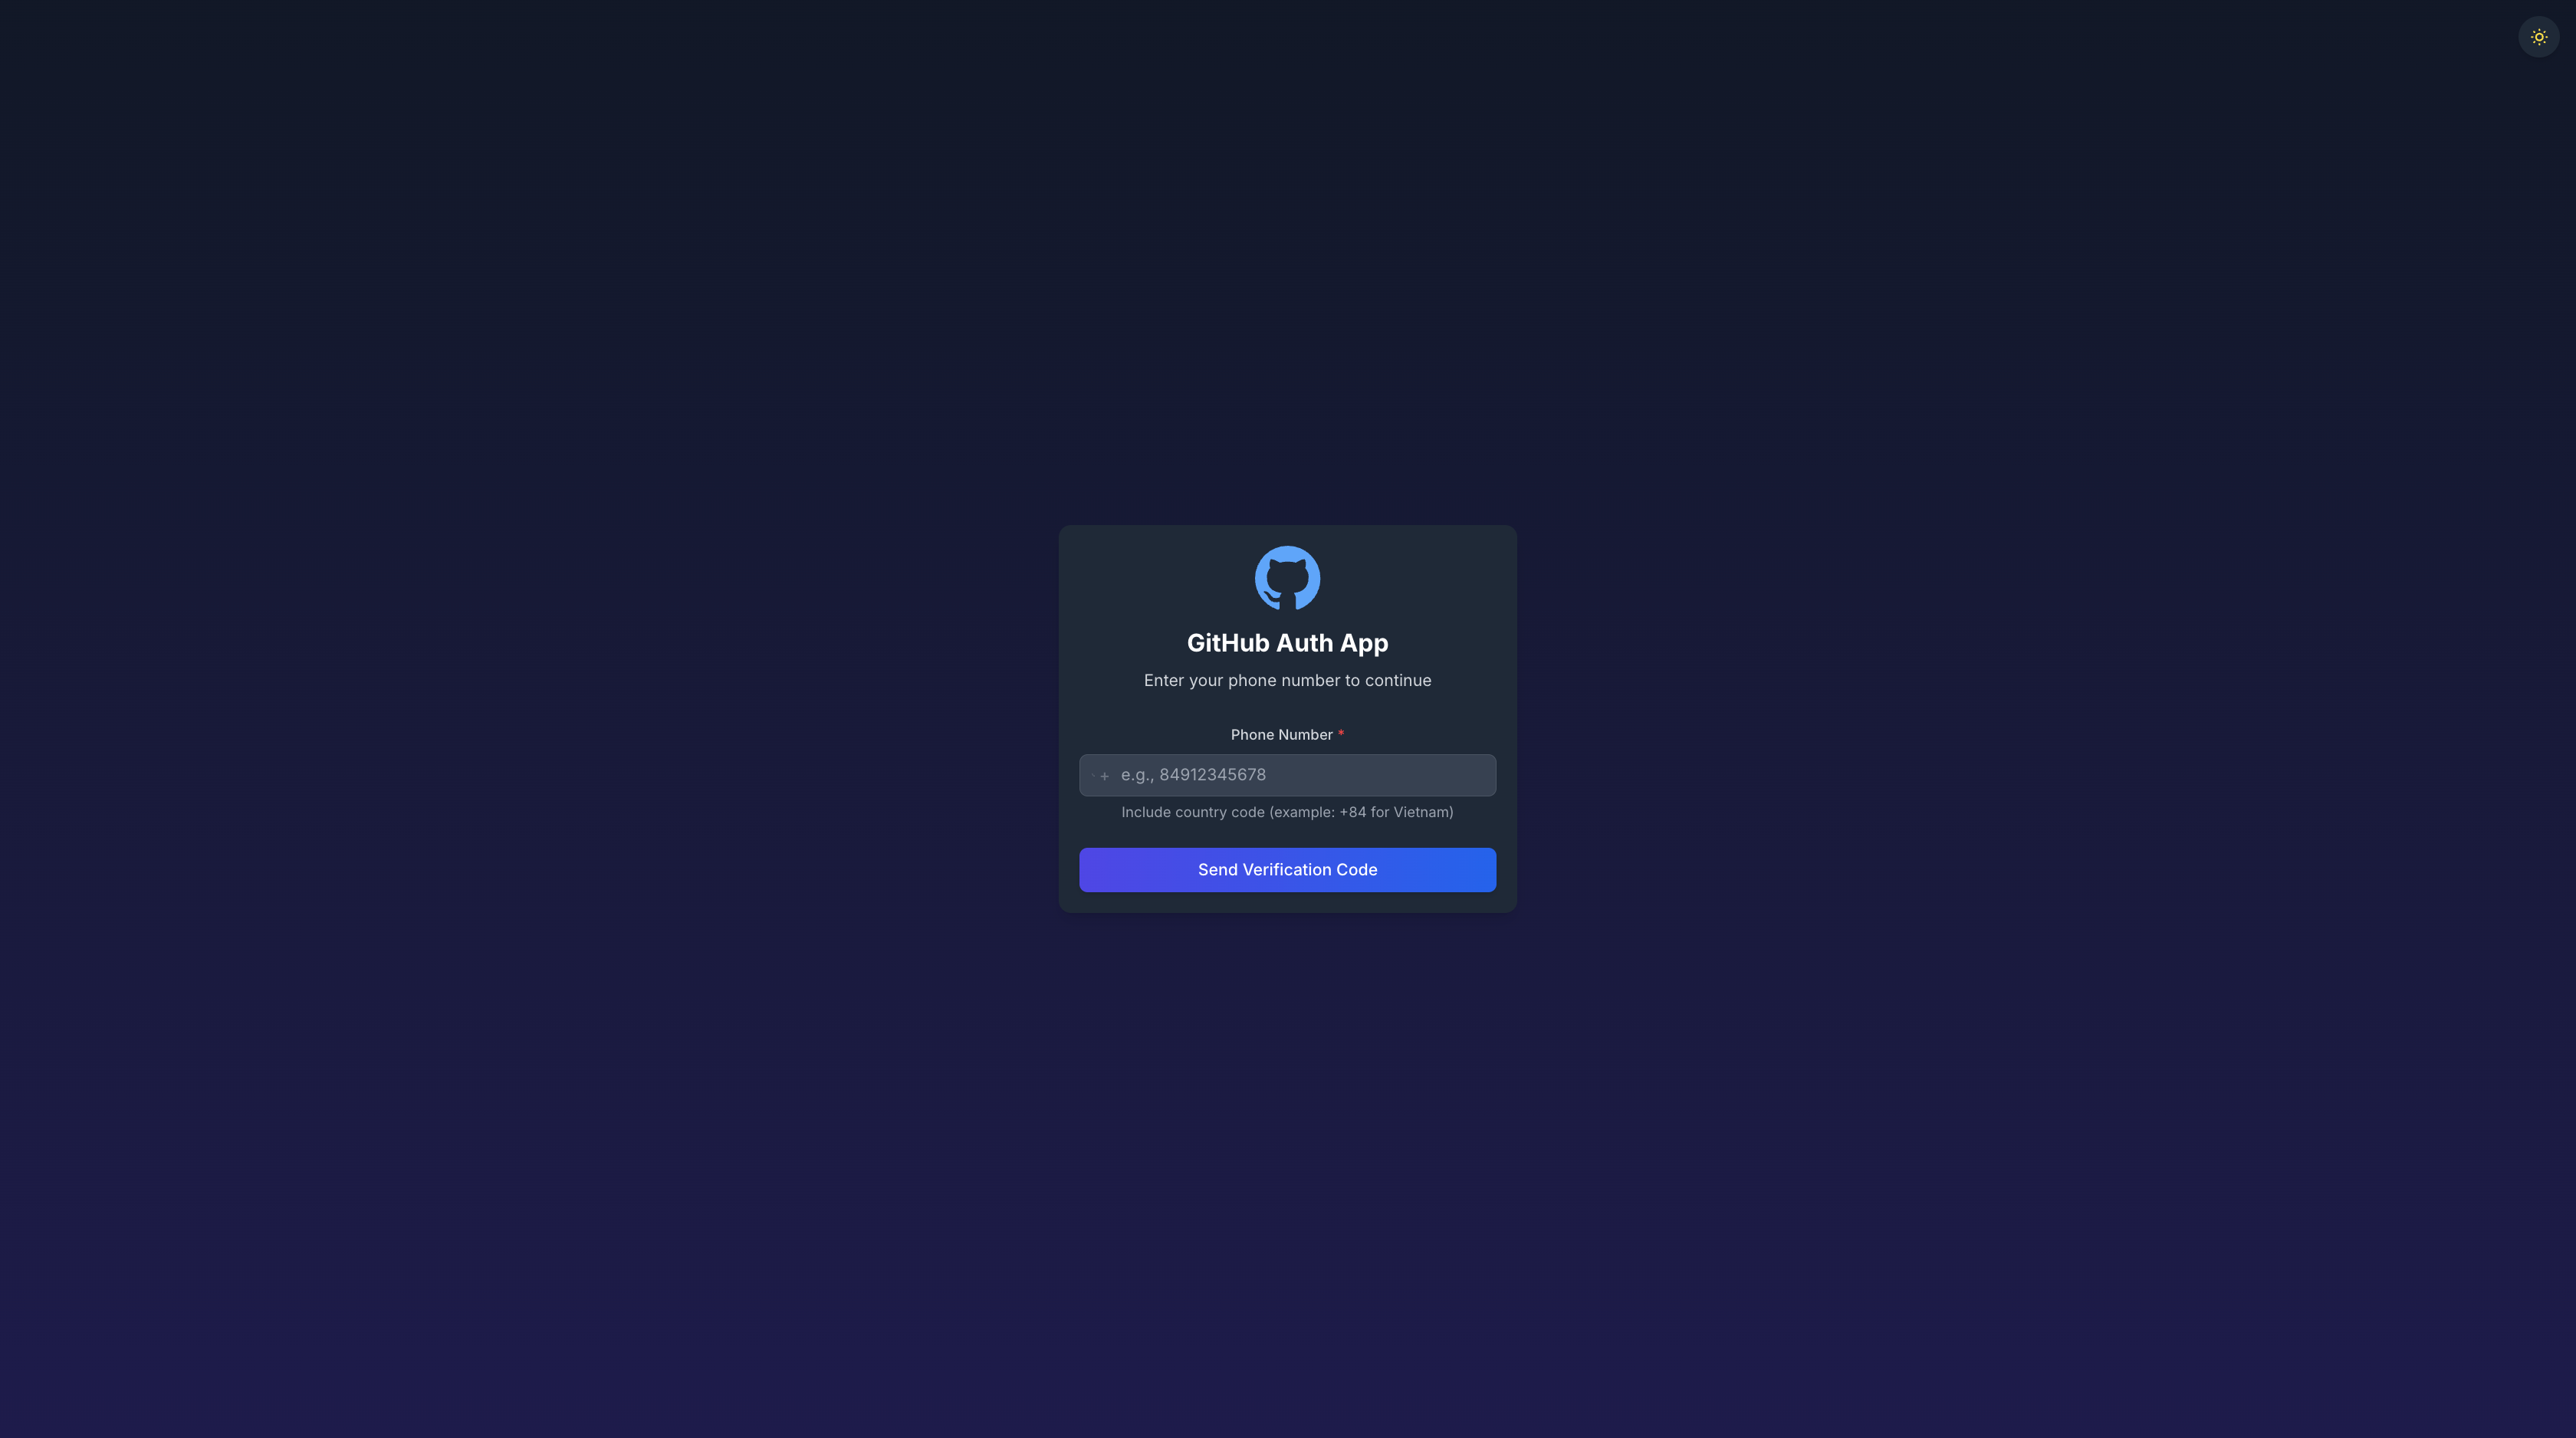 GitHub Auth App
Enter your phone number to continue
Phone Number *
+ e.g., 84912345678
Include country code (example: +84 for Vietnam)
Send Verification Code